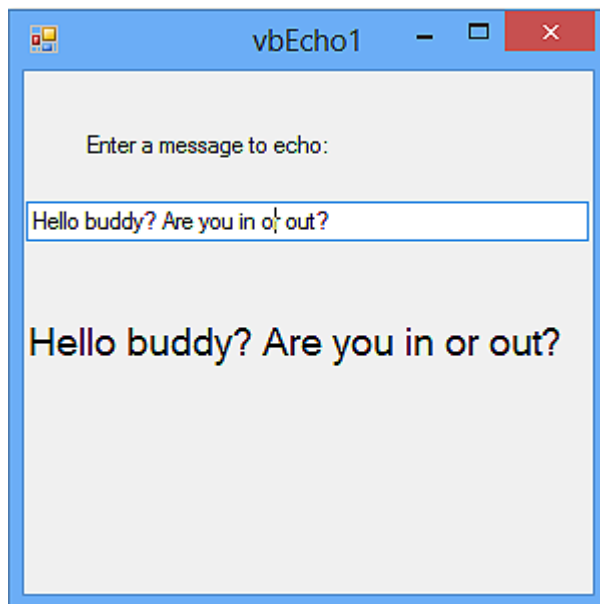 vbEcho1
Enter a message to echo:
Hello buddy? Are you in or out?
Hello buddy? Are you in or out?